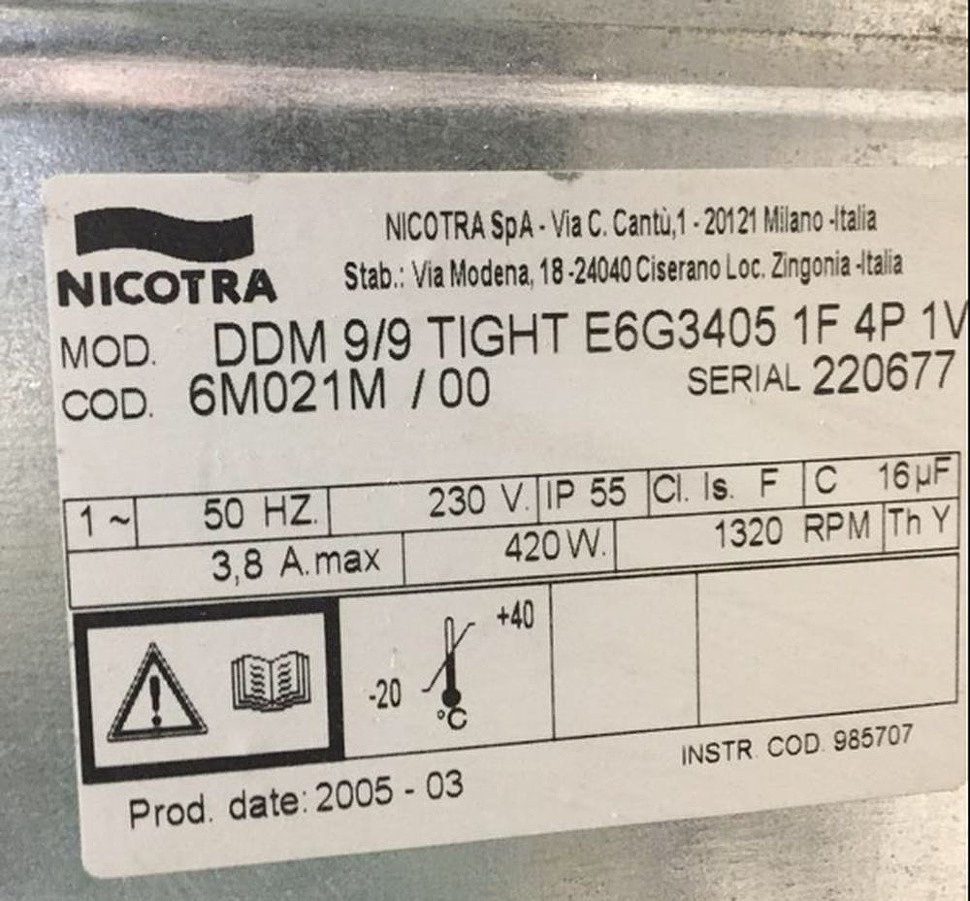 NICOTRA SpA - Via C. Cantù,1 - 20121 Milano -Italia
Stab.: Via Modena, 18 -24040 Ciserano Loc. Zingonia -Italia
NICOTRA
MOD. DDM 9/9 TIGHT E6G3405 1F 4P 1V
COD. 6M021M / 00 SERIAL 220677
1 ~ 50 HZ. 230 V. IP 55 Cl. Is. F C 16µF
3,8 A.max 420W. 1320 RPM Th Y
+40
-20
°C
INSTR. COD. 985707
Prod. date: 2005 - 03